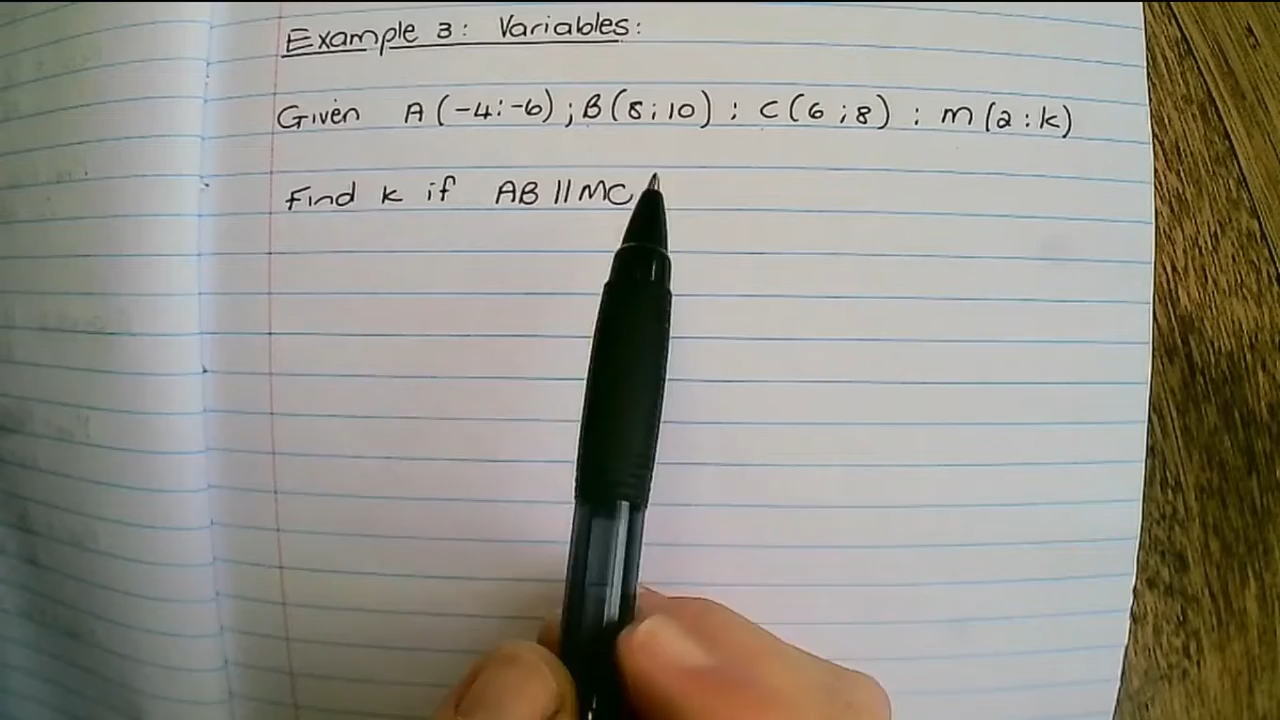 Example 3: Variables:
Given A(-4;-6); B(8;10); C(6;8); M(2;k)
Find k if AB || MC